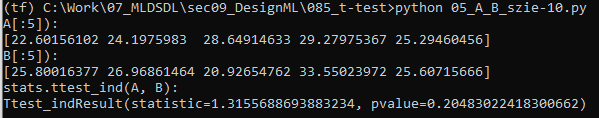 (tf) C:\Work\07_MLDSDL\sec09_DesignML\085_t-test>python 05_A_B_szie-10.py
A[:5]):
[22.60156102 24.1975983  28.64914633 29.27975367 25.29460456]
B[:5]):
[25.80016377 26.96861464 20.92654762 33.55023972 25.60715666]
stats.ttest_ind(A, B):
Ttest_indResult(statistic=1.3155688693883234, pvalue=0.20483022418300662)